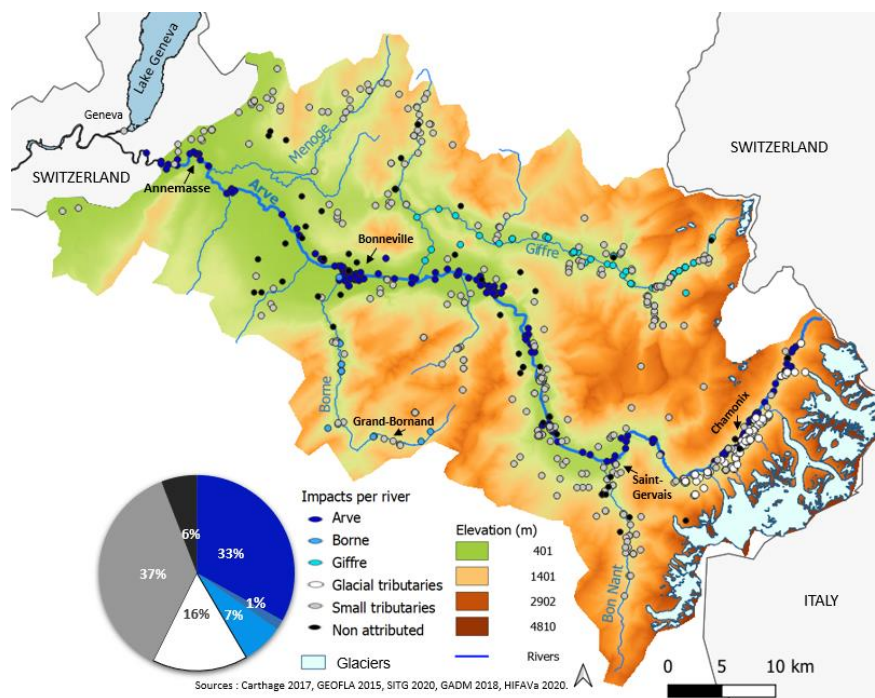 Lake Geneva
Geneva
SWITZERLAND
Annemasse
Menoge
Arve
Bonneville
Giffre
SWITZERLAND
Borne
Grand-Bornand
Chamonix
Saint-
Gervais
Bon Nant
ITALY
33%
1%
7%
16%
37%
6%
Impacts per river
Arve
Borne
Giffre
Glacial tributaries
Small tributaries
Non attributed
Glaciers
Elevation (m)
401
1401
2902
4810
Rivers
0 5 10 km
Sources : Carthage 2017, GEOFLA 2015, SITG 2020, GADM 2018, HIFAVa 2020.